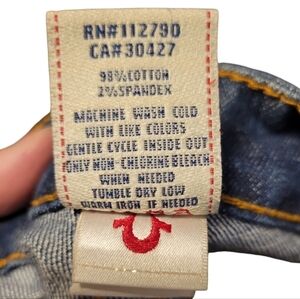 RN#112790
CA#30427
98%COTTON
2%SPANDEX
MACHINE WASH COLD
WITH LIKE COLORS
GENTLE CYCLE INSIDE OUT
ONLY NON-CHLORINE BLEACH
WHEN NEEDED
TUMBLE DRY LOW
WARM IRON IF NEEDED